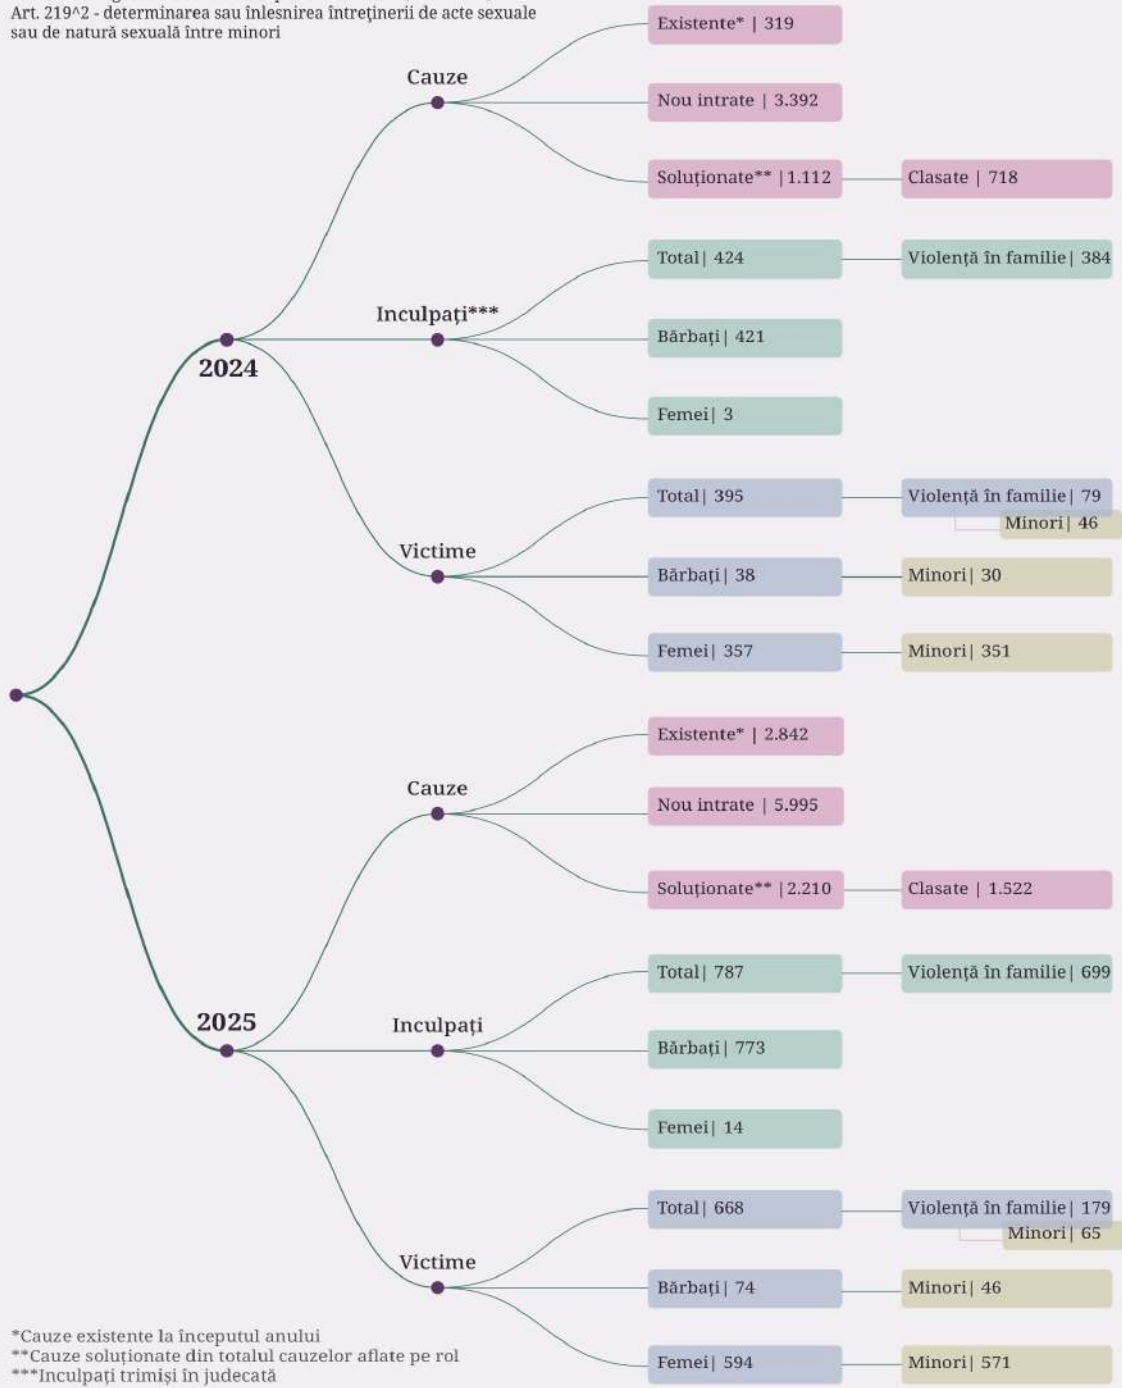 Art. 219^2 - determinarea sau înlesnirea întreținerii de acte sexuale
sau de natură sexuală între minori
Existente* | 319
Cauze
Nou intrate | 3.392
Soluționate** |1.112
Clasate | 718
Total| 424
Violență în familie| 384
Inculpați***
Bărbați| 421
2024
Femei| 3
Total| 395
Violență în familie| 79
Minori| 46
Victime
Bărbați| 38
Minori| 30
Femei| 357
Minori| 351
Existente* | 2.842
Cauze
Nou intrate | 5.995
Soluționate** |2.210
Clasate | 1.522
Total| 787
Violență în familie| 699
2025
Inculpați
Bărbați| 773
Femei| 14
Total| 668
Violență în familie| 179
Minori| 65
Victime
Bărbați| 74
Minori| 46
Femei| 594
Minori| 571
*Cauze existente la începutul anului
**Cauze soluționate din totalul cauzelor aflate pe rol
***Inculpați trimiși în judecată